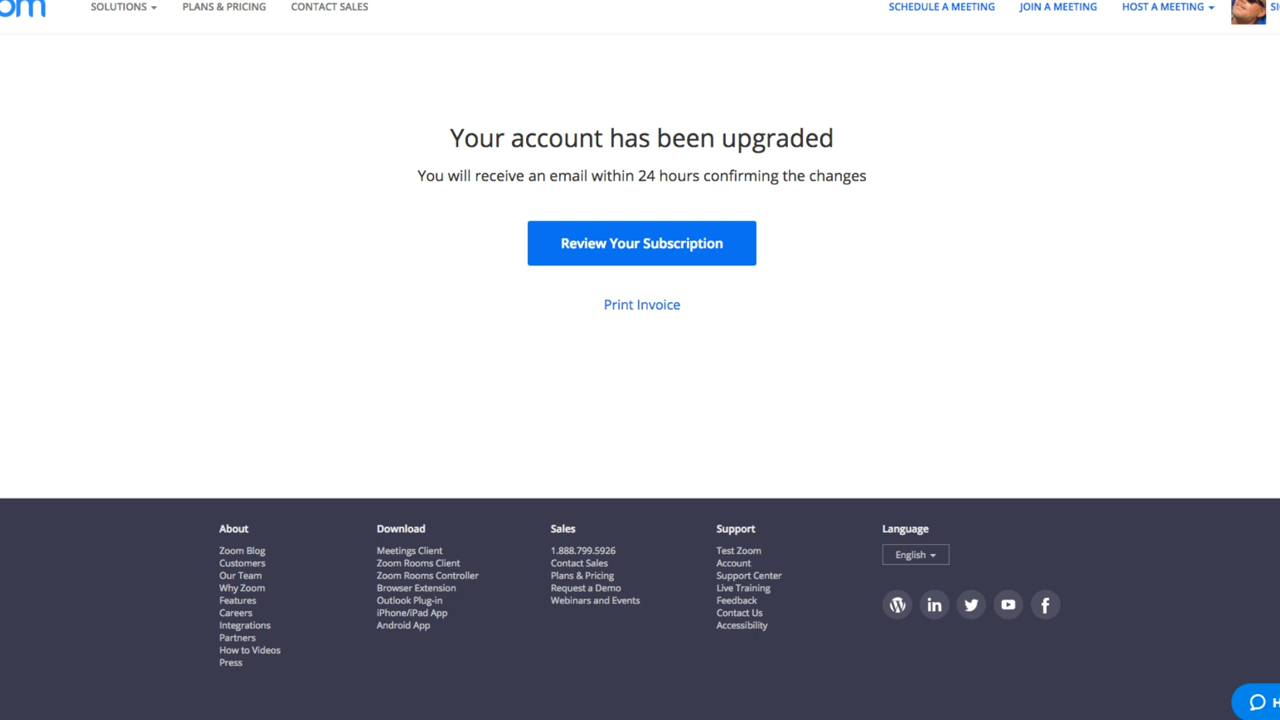 om
SOLUTIONS
PLANS & PRICING
CONTACT SALES
SCHEDULE A MEETING
JOIN A MEETING
HOST A MEETING
Your account has been upgraded
You will receive an email within 24 hours confirming the changes
Review Your Subscription
Print Invoice
About
Zoom Blog
Customers
Our Team
Why Zoom
Features
Careers
Integrations
Partners
How to Videos
Press
Download
Meetings Client
Zoom Rooms Client
Zoom Rooms Controller
Browser Extension
Outlook Plug-in
iPhone/iPad App
Android App
Sales
1.888.799.5926
Contact Sales
Plans & Pricing
Request a Demo
Webinars and Events
Support
Test Zoom
Account
Support Center
Live Training
Feedback
Contact Us
Accessibility
Language
English